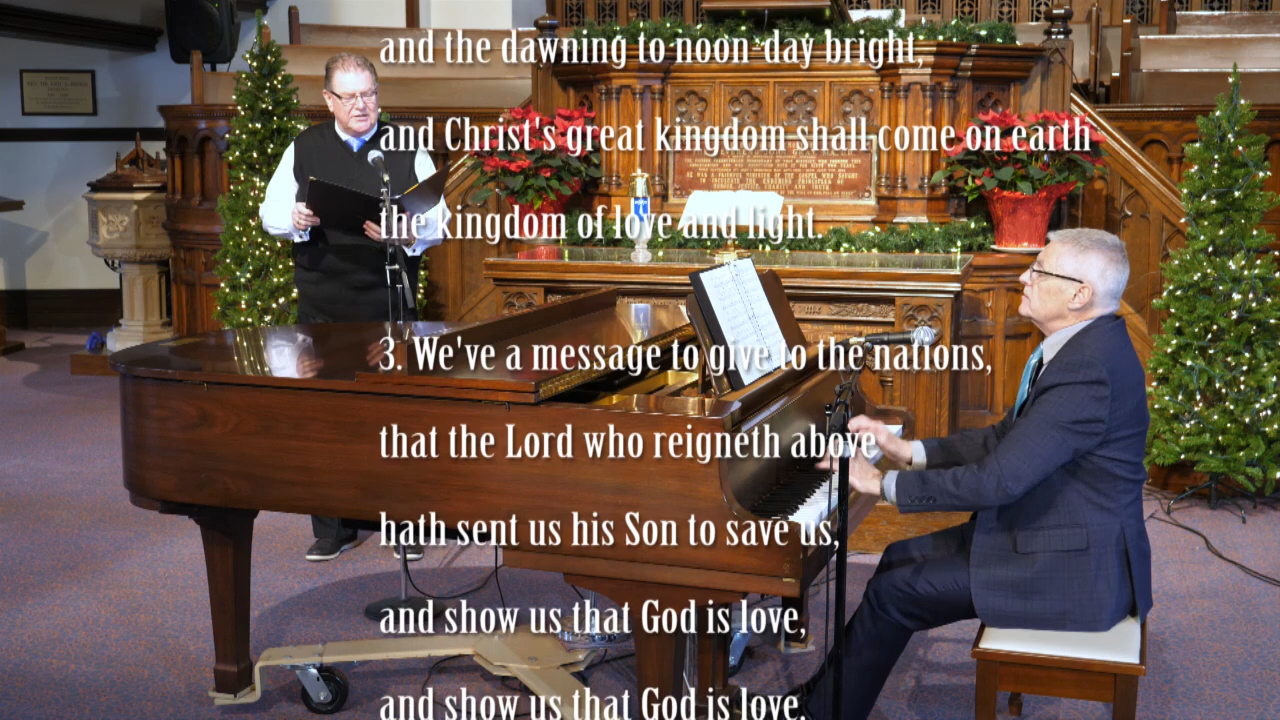 and the dawning to noon-day bright,
and Christ's great kingdom shall come on earth
the kingdom of love and light.
3. We've a message to give to the nations,
that the Lord who reigneth above
hath sent us his Son to save us,
and show us that God is love,
and show us that God is love.